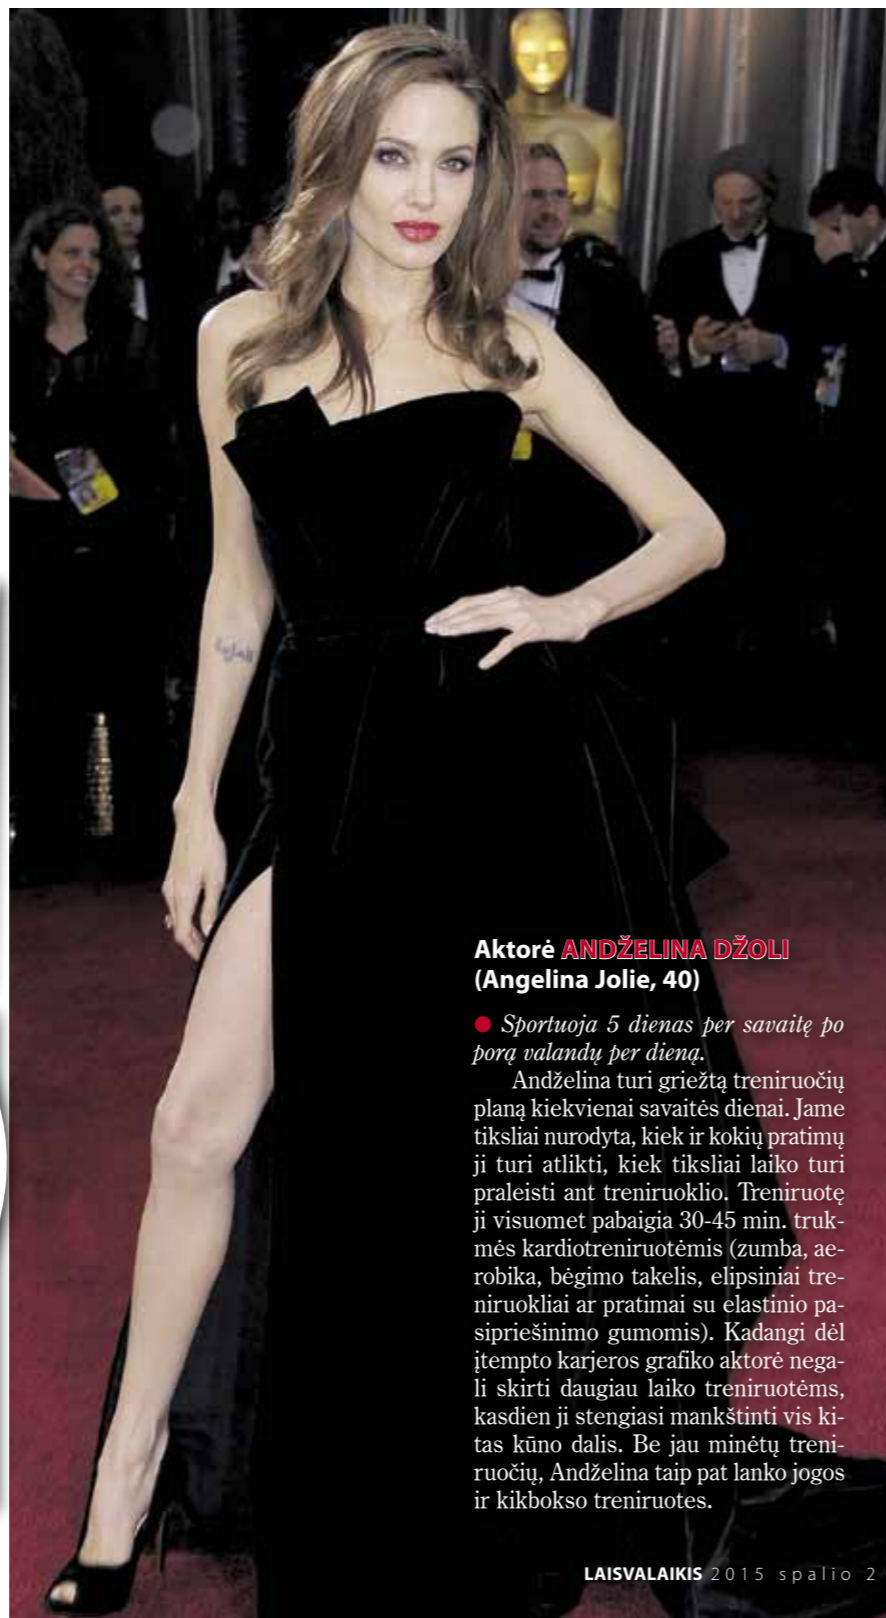 Aktorė ANDŽELINA DŽOLI
(Angelina Jolie, 40)
● Sportuoja 5 dienas per savaitę po
porą valandų per dieną.
Andželina turi griežtą treniruočių
planą kiekvienai savaitės dienai. Jame
tiksliai nurodyta, kiek ir kokių pratimų
ji turi atlikti, kiek tiksliai laiko turi
praleisti ant treniruoklio. Treniruotę
ji visuomet pabaigia 30-45 min. truk-
mės kardiotreniruotėmis (zumba, ae-
robika, bėgimo takelis, elipsiniai tre-
niruokliai ar pratimai su elastinio pa-
sipriešinimo gumomis). Kadangi dėl
įtempto karjeros grafiko aktorė nega-
li skirti daugiau laiko treniruotėms,
kasdien ji stengiasi mankštinti vis ki-
tas kūno dalis. Be jau minėtų treni-
ruočių, Andželina taip pat lanko jogos
ir kikbokso treniruotes.
LAISVALAIKIS 2015 spalio 2